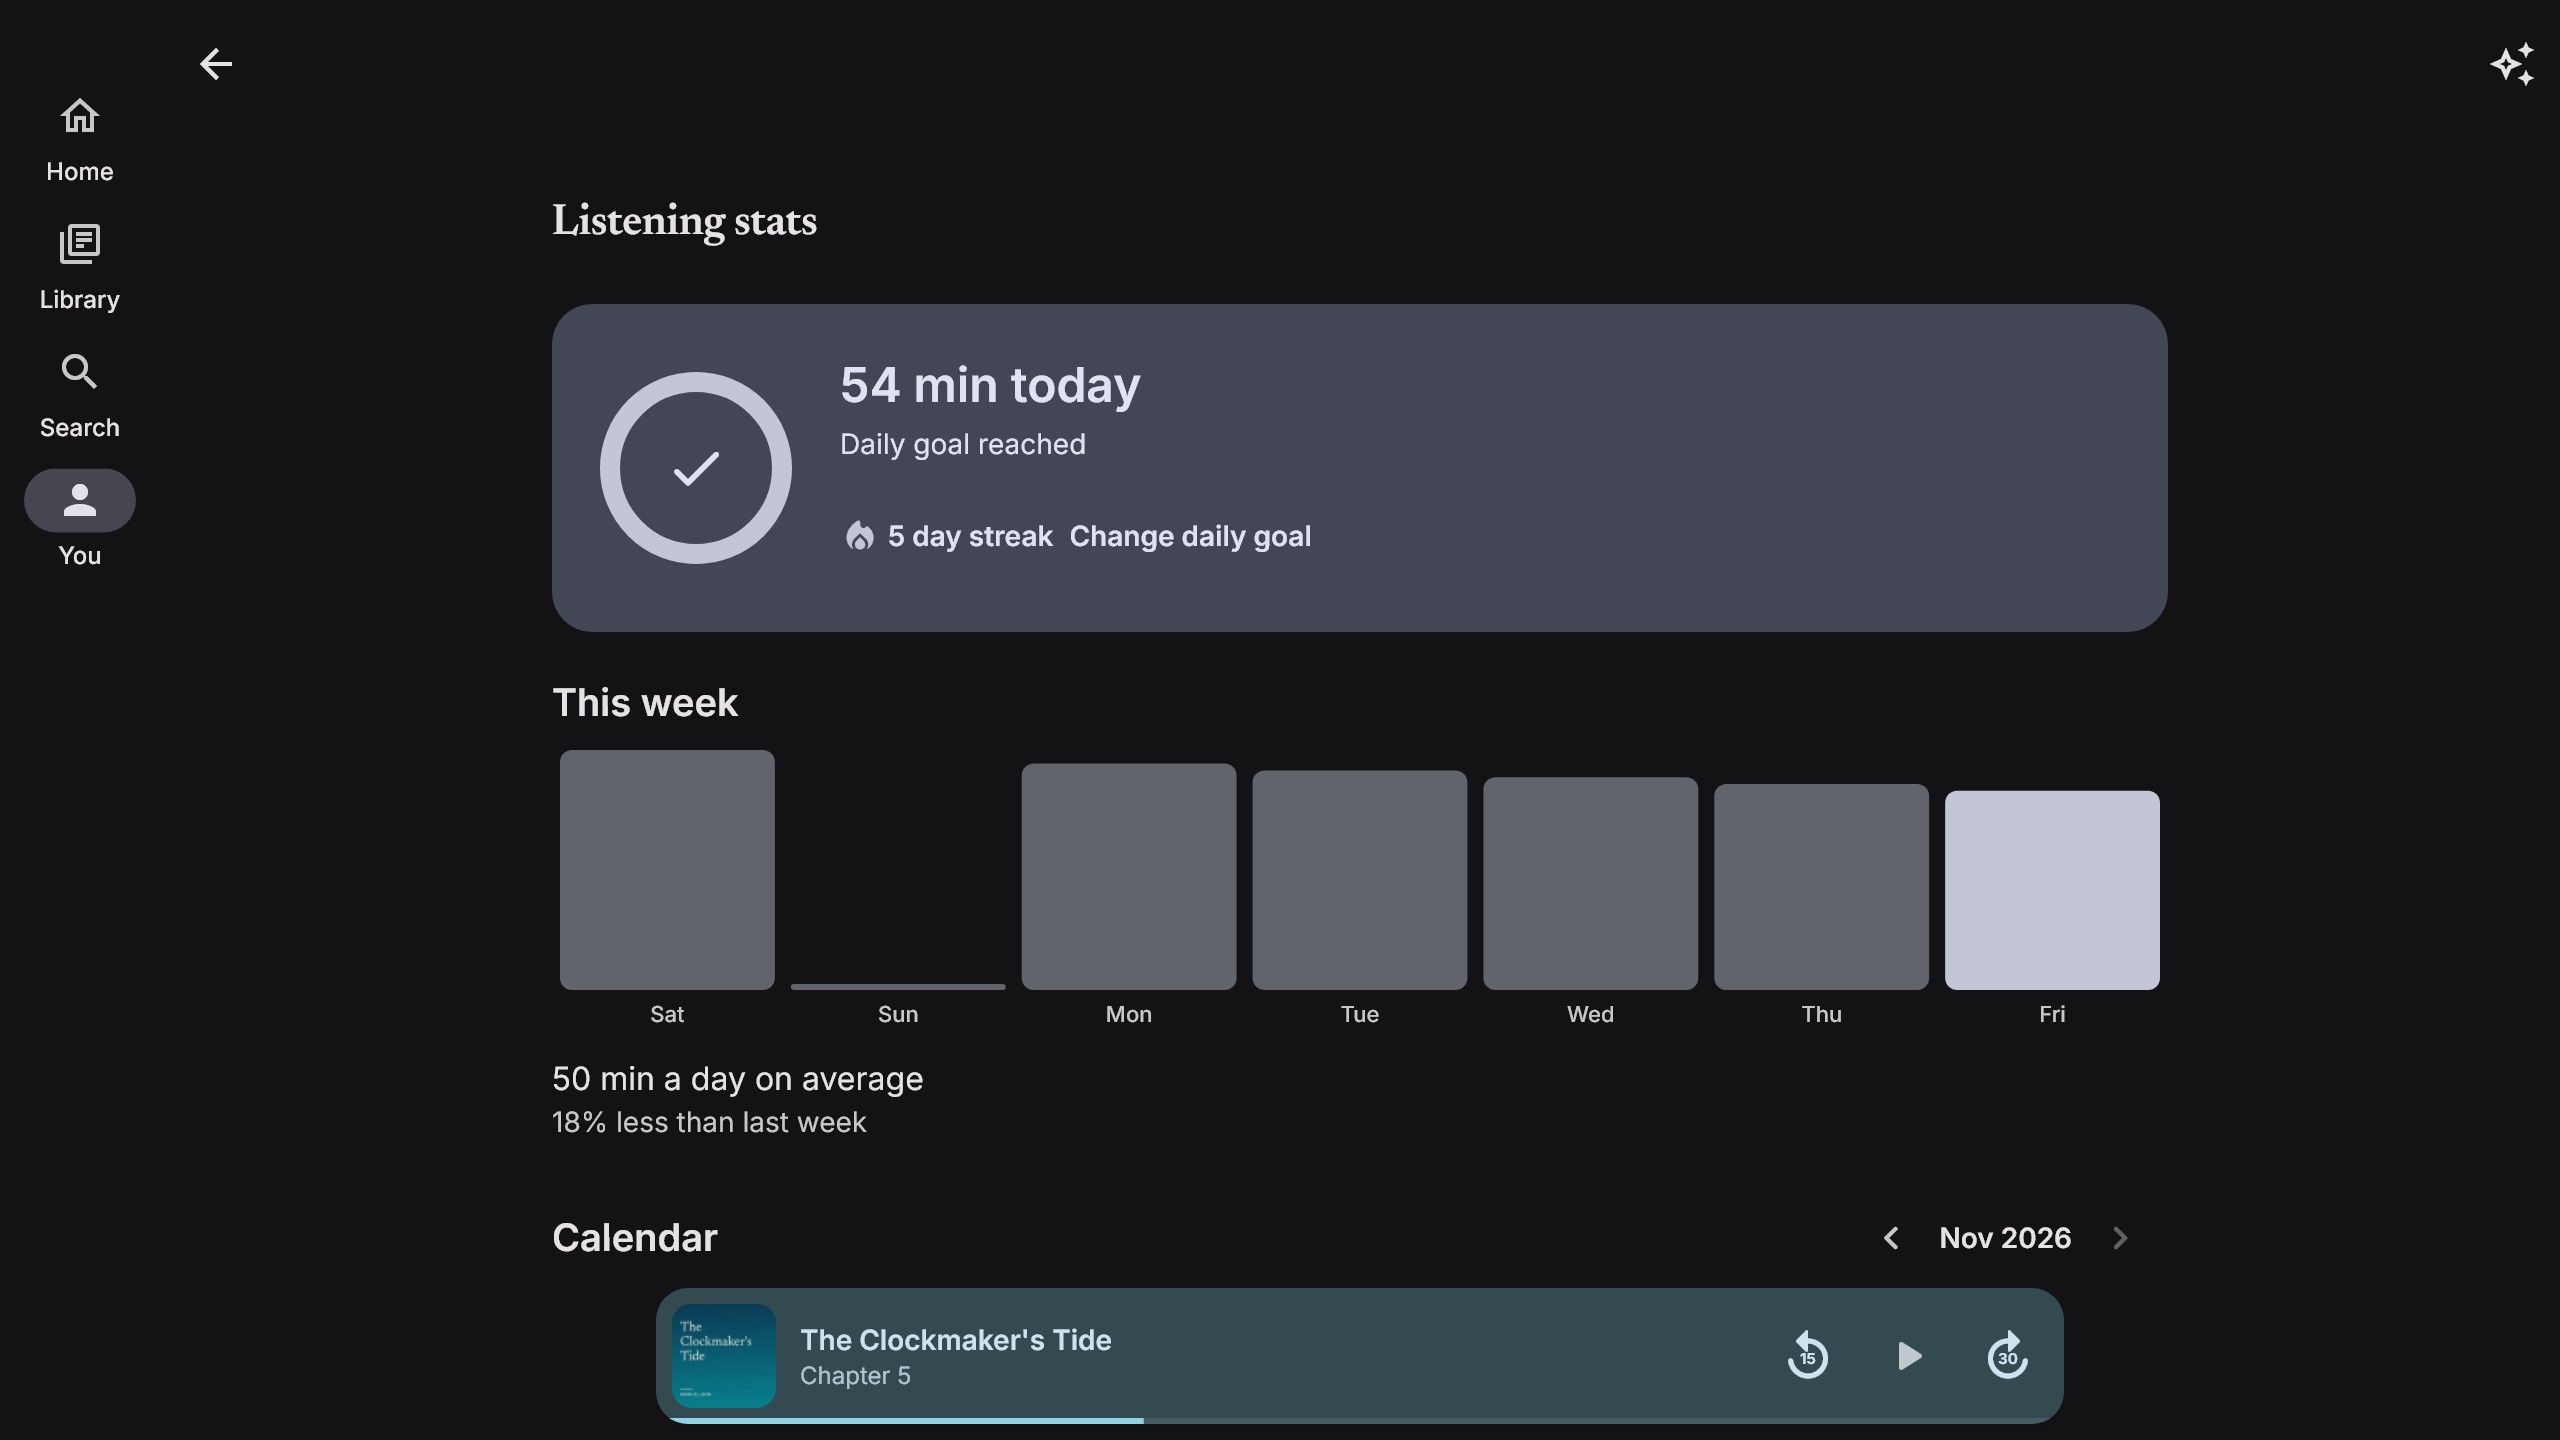 Home
Library
Search
You
Listening stats
54 min today
Daily goal reached
5 day streak Change daily goal
This week
Sat Sun Mon Tue Wed Thu Fri
50 min a day on average
18% less than last week
Calendar
Nov 2026
The
Clockmaker's
Tide
The Clockmaker's Tide
Chapter 5
15
30